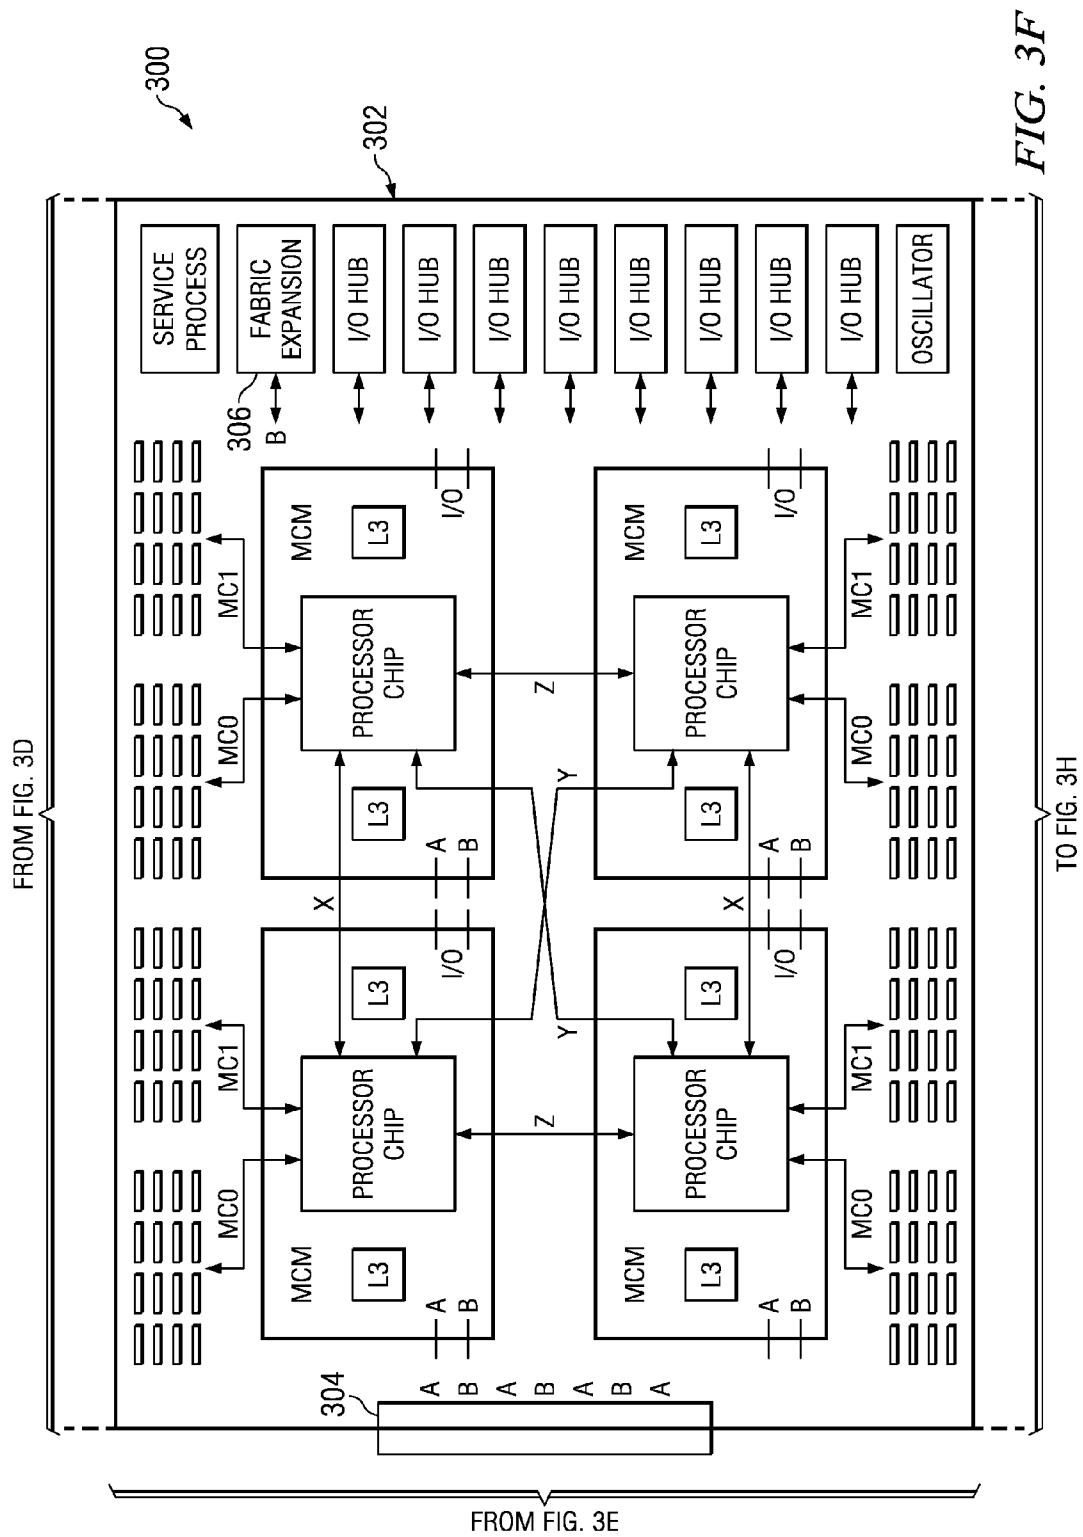 300
302
FROM FIG. 3D
SERVICE
PROCESS
FABRIC
EXPANSION
306
B
I/O HUB
I/O HUB
I/O HUB
I/O HUB
I/O HUB
I/O HUB
I/O HUB
I/O HUB
OSCILLATOR
MC0
MC1
MC0
MC1
MCM
L3
PROCESSOR
CHIP
L3
A
B
I/O
X
MCM
L3
PROCESSOR
CHIP
L3
A
B
I/O
Z
Y
Y
Z
MCM
L3
PROCESSOR
CHIP
L3
A
B
I/O
X
MCM
L3
PROCESSOR
CHIP
L3
A
B
I/O
MC0
MC1
MC0
MC1
304
A
B
A
B
A
B
A
FROM FIG. 3E
TO FIG. 3H
FIG. 3F